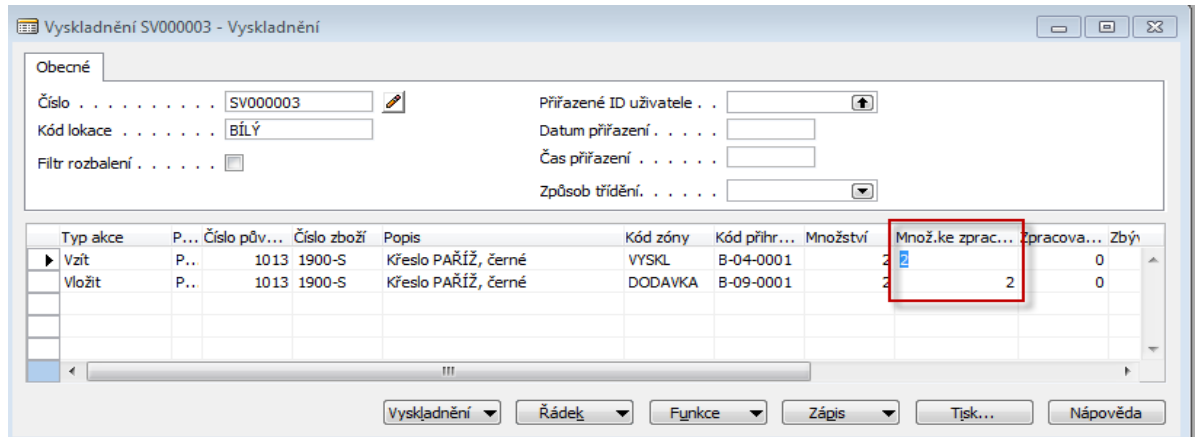 Vyskladnění SV000003 - Vyskladnění
Obecné
Číslo . . . . . . . . . . SV000003 Přiřazené ID uživatele . .
Kód lokace . . . . . . . BÍLÝ Datum přiřazení . . . . .
Filtr rozbalení . . . . . . Čas přiřazení . . . . . .
Způsob třídění. . . . . .
Typ akce P... Číslo pův... Číslo zboží Popis Kód zóny Kód přihr... Množství Množ.ke zprac... Zpracova... Zbýv
Vzít P... 1013 1900-S Křeslo PAŘÍŽ, černé VYSKL B-04-0001 2 2 0
Vložit P... 1013 1900-S Křeslo PAŘÍŽ, černé DODAVKA B-09-0001 2 2 0
Vyskladnění Řádek Funkce Zápis Tisk... Nápověda